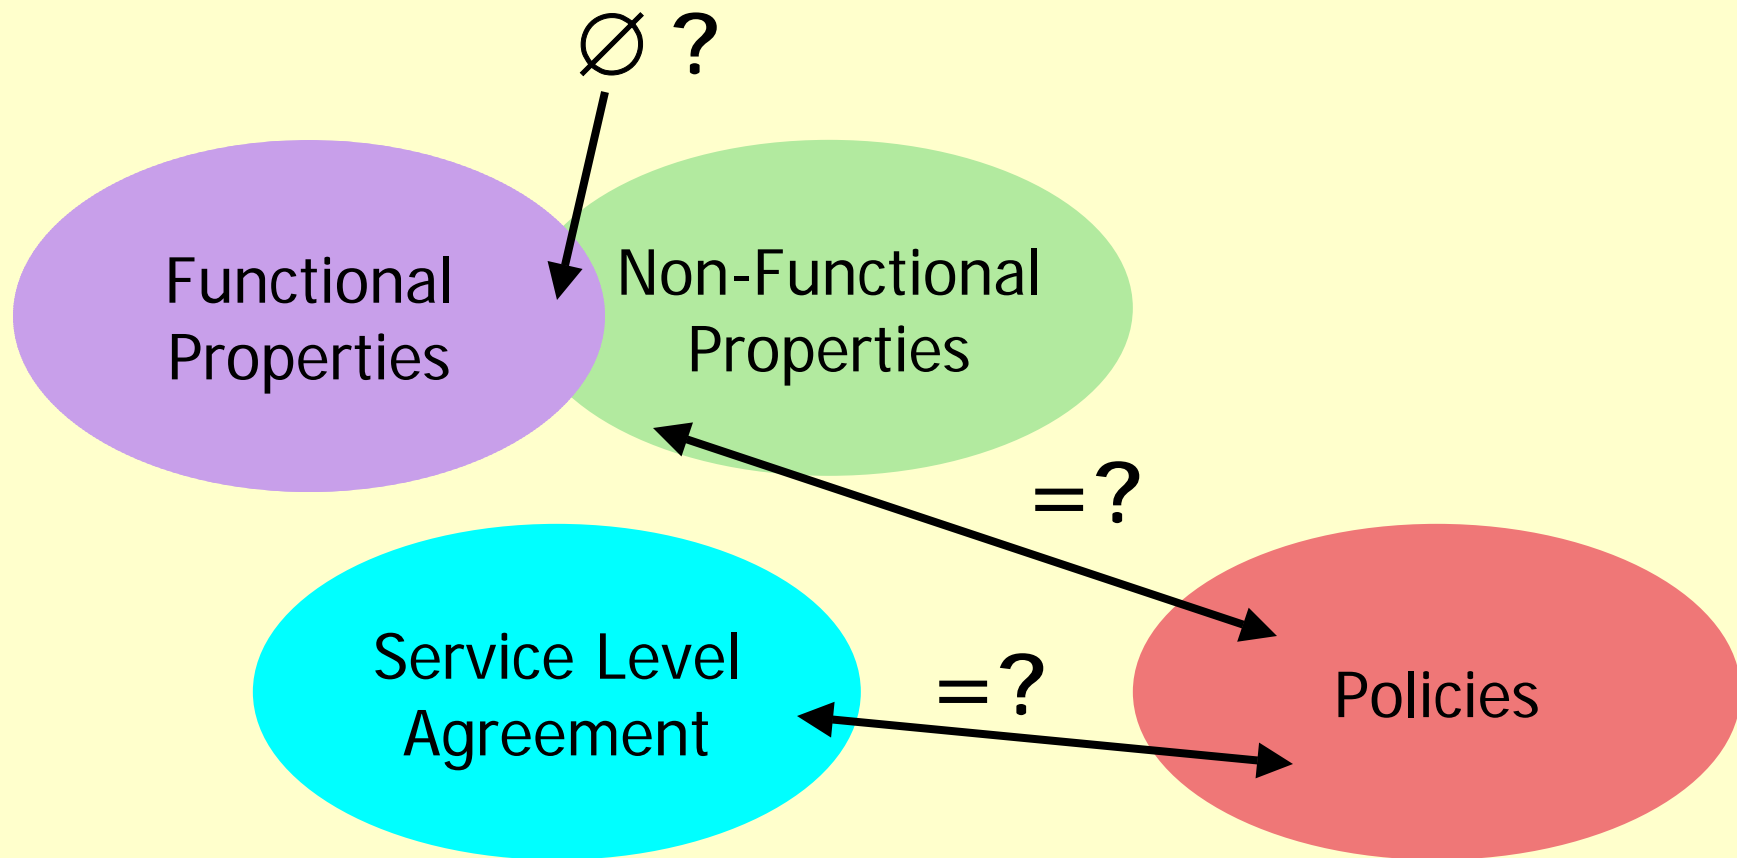 ∅ ?
Functional
Properties
Non-Functional
Properties
=?
Service Level
Agreement
=?
Policies